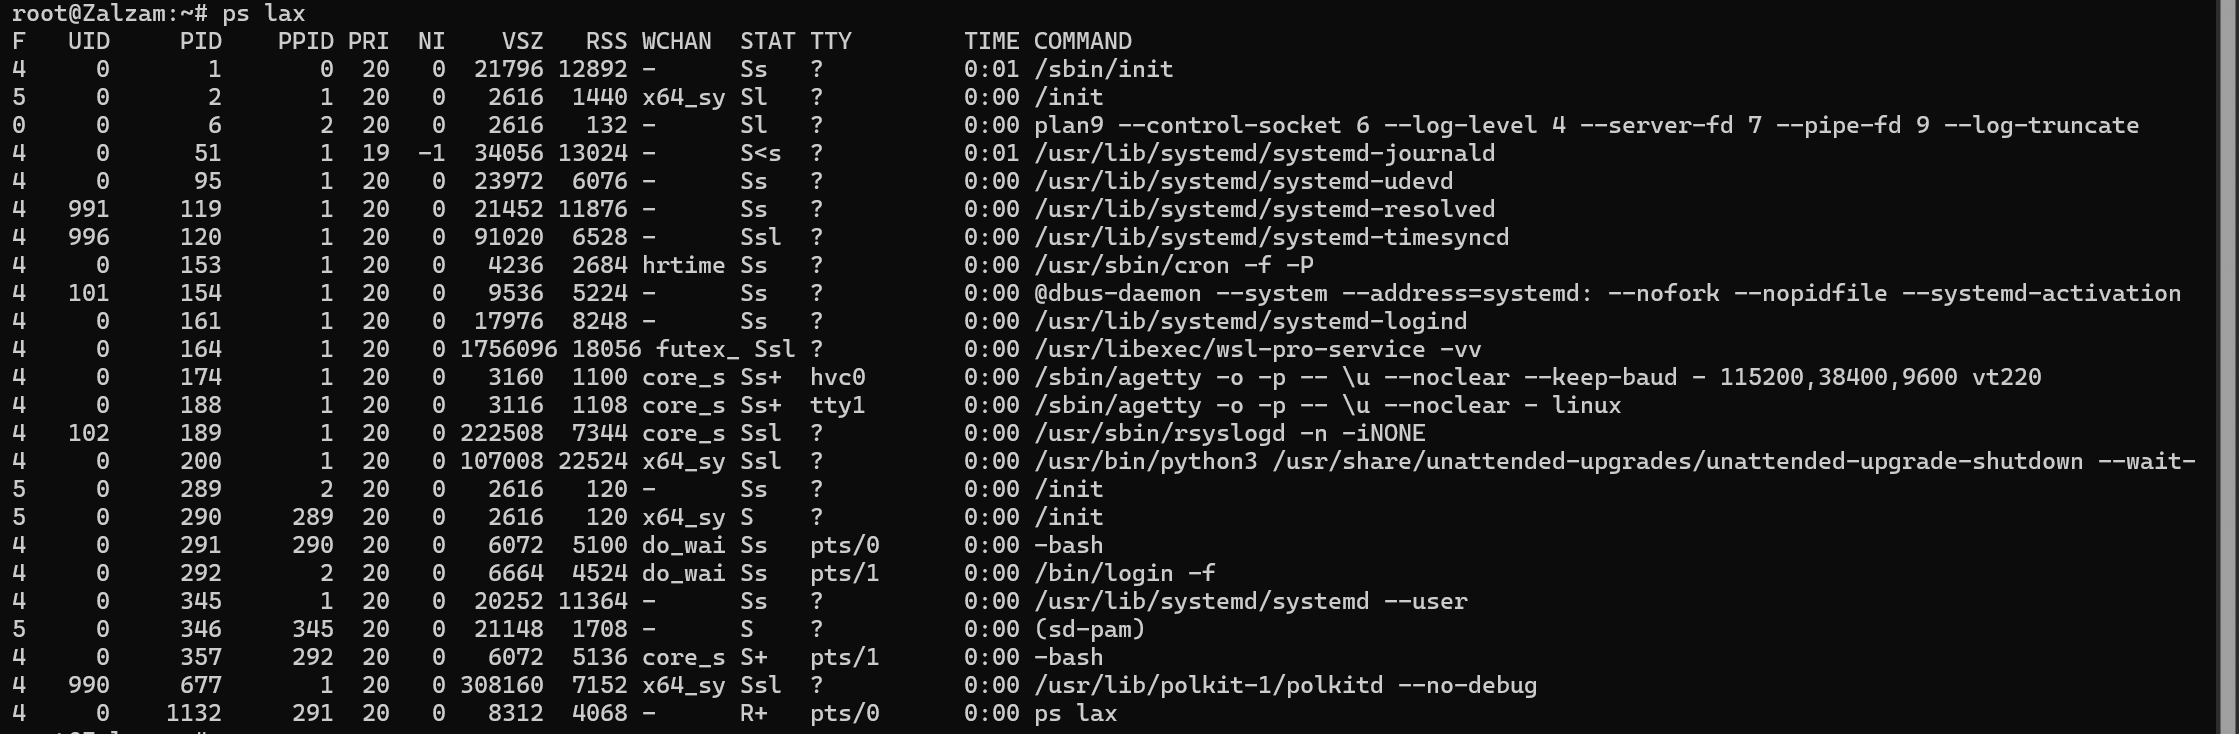 root@Zalzam:~# ps lax
F   UID     PID    PPID PRI  NI    VSZ   RSS WCHAN  STAT TTY        TIME COMMAND
4     0       1       0  20   0  21796 12892 -      Ss   ?          0:01 /sbin/init
5     0       2       1  20   0   2616  1440 x64_sy Sl   ?          0:00 /init
0     0       6       2  20   0   2616   132 -      Sl   ?          0:00 plan9 --control-socket 6 --log-level 4 --server-fd 7 --pipe-fd 9 --log-truncate
4     0      51       1  19  -1  34056 13024 -      S<s  ?          0:01 /usr/lib/systemd/systemd-journald
4     0      95       1  20   0  23972  6076 -      Ss   ?          0:00 /usr/lib/systemd/systemd-udevd
4   991     119       1  20   0  21452 11876 -      Ss   ?          0:00 /usr/lib/systemd/systemd-resolved
4   996     120       1  20   0  91020  6528 -      Ssl  ?          0:00 /usr/lib/systemd/systemd-timesyncd
4     0     153       1  20   0   4236  2684 hrtime Ss   ?          0:00 /usr/sbin/cron -f -P
4   101     154       1  20   0   9536  5224 -      Ss   ?          0:00 @dbus-daemon --system --address=systemd: --nofork --nopidfile --systemd-activation
4     0     161       1  20   0  17976  8248 -      Ss   ?          0:00 /usr/lib/systemd/systemd-logind
4     0     164       1  20   0 1756096 18056 futex_ Ssl ?          0:00 /usr/libexec/wsl-pro-service -vv
4     0     174       1  20   0   3160  1100 core_s Ss+  hvc0       0:00 /sbin/agetty -o -p -- \u --noclear --keep-baud - 115200,38400,9600 vt220
4     0     188       1  20   0   3116  1108 core_s Ss+  tty1       0:00 /sbin/agetty -o -p -- \u --noclear - linux
4   102     189       1  20   0 222508  7344 core_s Ssl  ?          0:00 /usr/sbin/rsyslogd -n -iNONE
4     0     200       1  20   0 107008 22524 x64_sy Ssl  ?          0:00 /usr/bin/python3 /usr/share/unattended-upgrades/unattended-upgrade-shutdown --wait-
5     0     289       2  20   0   2616   120 -      Ss   ?          0:00 /init
5     0     290     289  20   0   2616   120 x64_sy S    ?          0:00 /init
4     0     291     290  20   0   6072  5100 do_wai Ss   pts/0      0:00 -bash
4     0     292       2  20   0   6664  4524 do_wai Ss   pts/1      0:00 /bin/login -f
4     0     345       1  20   0  20252 11364 -      Ss   ?          0:00 /usr/lib/systemd/systemd --user
5     0     346     345  20   0  21148  1708 -      S    ?          0:00 (sd-pam)
4     0     357     292  20   0   6072  5136 core_s S+   pts/1      0:00 -bash
4   990     677       1  20   0 308160  7152 x64_sy Ssl  ?          0:00 /usr/lib/polkit-1/polkitd --no-debug
4     0    1132     291  20   0   8312  4068 -      R+   pts/0      0:00 ps lax